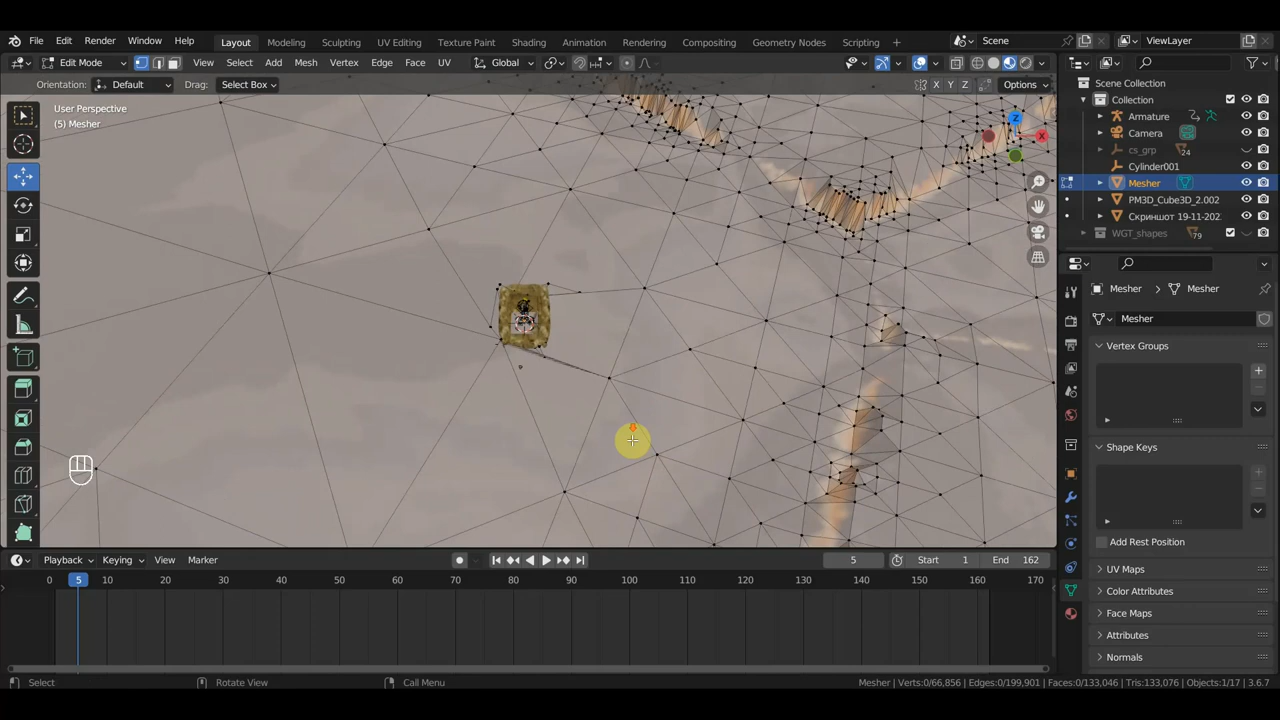 File Edit Render Window Help Layout Modeling Sculpting UV Editing Texture Paint Shading Animation Rendering Compositing Geometry Nodes Scripting + Scene ViewLayer
Edit Mode View Select Add Mesh Vertex Edge Face UV Global
Orientation: Default Drag: Select Box X Y Z Options
User Perspective
(5) Mesher
Scene Collection
Collection
Armature
Camera
cs_grp 24
Cylinder001
Mesher
PM3D_Cube3D_2.002
Скриншот 19-11-202
WGT_shapes 79
Z
X
Mesher > Mesher
Mesher
Vertex Groups
Shape Keys
Add Rest Position
UV Maps
Color Attributes
Face Maps
Attributes
Normals
Playback Keying View Marker 5 Start 1 End 162
0 5 10 20 30 40 50 60 70 80 90 100 110 120 130 140 150 160 170
Select Rotate View Call Menu Mesher | Verts:0/66,856 | Edges:0/199,901 | Faces:0/133,046 | Tris:133,076 | Objects:1/17 | 3.6.7